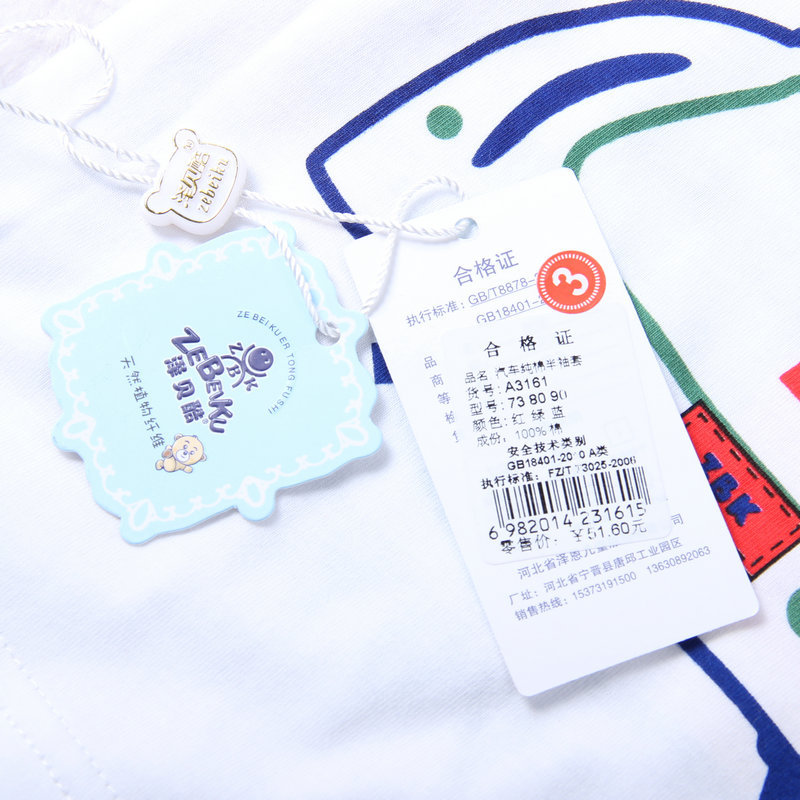 泽贝酷
zebeiku
ZE BEI KU ER TONG FU SHI
ZBK
ZEBEIKU
泽贝酷
天然植物纤维
合格证
3
执行标准: GB/T8878-
GB18401-
品
商
等
合格证
品名: 汽车纯棉半袖套
货号: A3161
型号: 73 80 90
颜色: 红 绿 蓝
成份: 100%棉
安全技术类别
GB18401-20 0 A类
执行标准: FZ/T 73025-2006
6 982014 231615
零售价: ￥51.60元
河北省泽恩儿童 司
厂址: 河北省宁晋县唐邱工业园区
销售热线: 15373191500 13630892063
ZBK